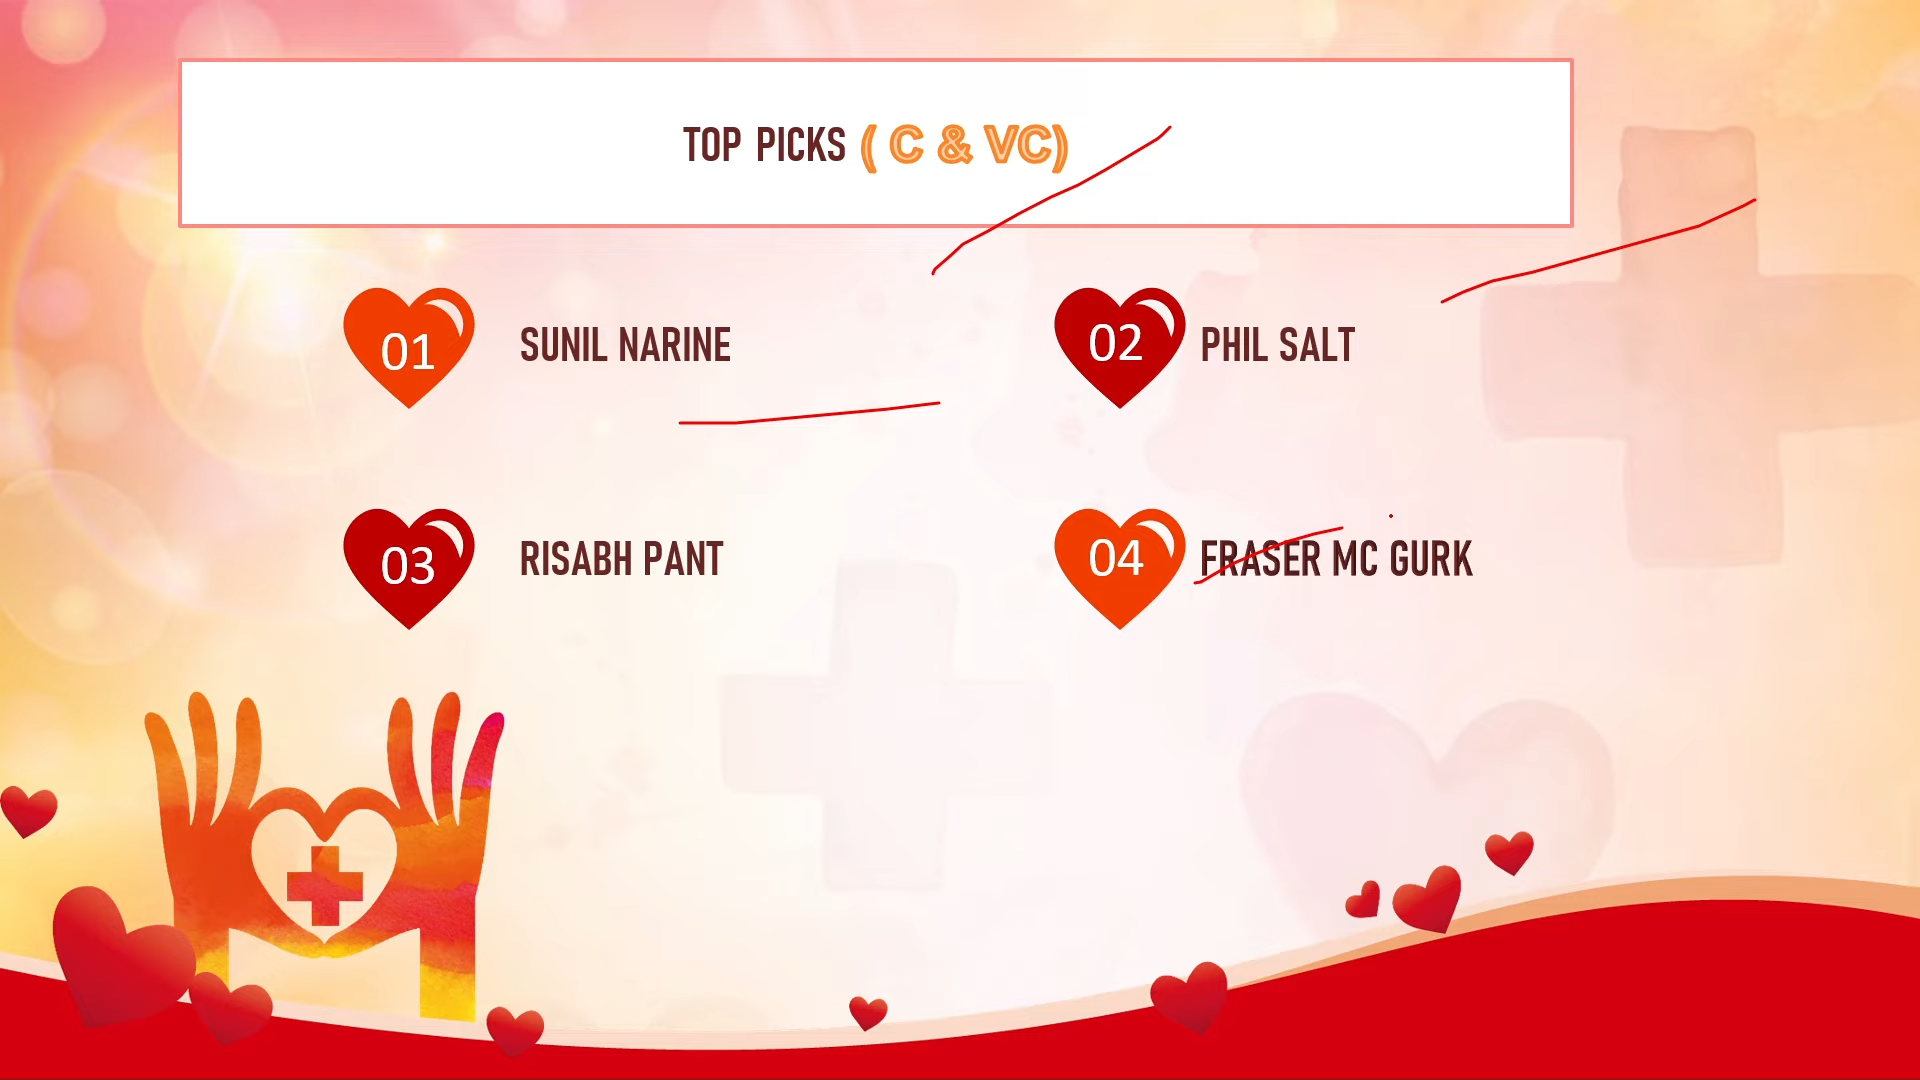 TOP PICKS ( C & VC)
01 SUNIL NARINE
02 PHIL SALT
03 RISABH PANT
04 FRASER MC GURK